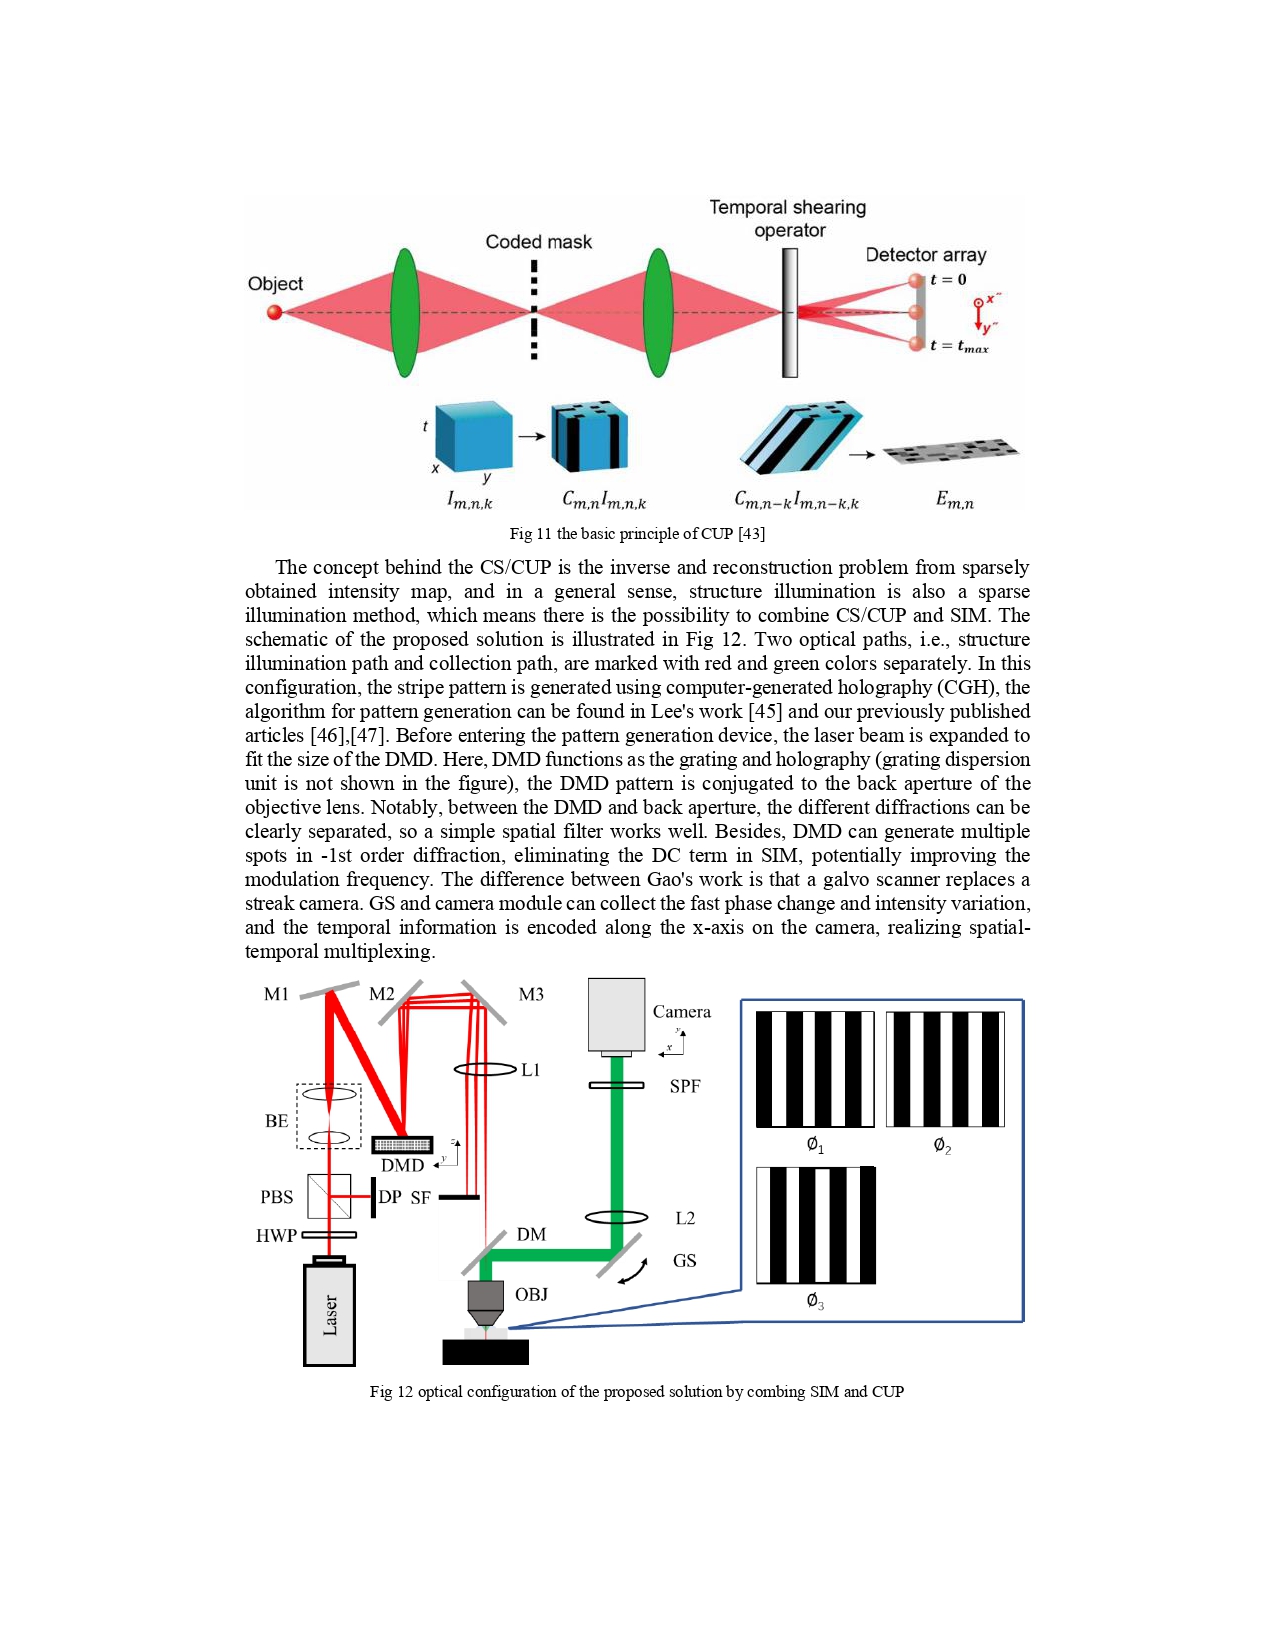 Temporal shearing
operator
Coded mask
Detector array
Object
t = 0
x″
y″
t = tmax
t
x
y
Im,n,k
Cm,nIm,n,k
Cm,n−kIm,n−k,k
Em,n
Fig 11 the basic principle of CUP [43]
The concept behind the CS/CUP is the inverse and reconstruction problem from sparsely
obtained intensity map, and in a general sense, structure illumination is also a sparse
illumination method, which means there is the possibility to combine CS/CUP and SIM. The
schematic of the proposed solution is illustrated in Fig 12. Two optical paths, i.e., structure
illumination path and collection path, are marked with red and green colors separately. In this
configuration, the stripe pattern is generated using computer-generated holography (CGH), the
algorithm for pattern generation can be found in Lee's work [45] and our previously published
articles [46],[47]. Before entering the pattern generation device, the laser beam is expanded to
fit the size of the DMD. Here, DMD functions as the grating and holography (grating dispersion
unit is not shown in the figure), the DMD pattern is conjugated to the back aperture of the
objective lens. Notably, between the DMD and back aperture, the different diffractions can be
clearly separated, so a simple spatial filter works well. Besides, DMD can generate multiple
spots in -1st order diffraction, eliminating the DC term in SIM, potentially improving the
modulation frequency. The difference between Gao's work is that a galvo scanner replaces a
streak camera. GS and camera module can collect the fast phase change and intensity variation,
and the temporal information is encoded along the x-axis on the camera, realizing spatial-
temporal multiplexing.
M1
M2
M3
Camera
y
x
L1
SPF
BE
DMD
z
y
Ø1
Ø2
PBS
DP
SF
L2
HWP
DM
GS
OBJ
Laser
Ø3
Fig 12 optical configuration of the proposed solution by combing SIM and CUP